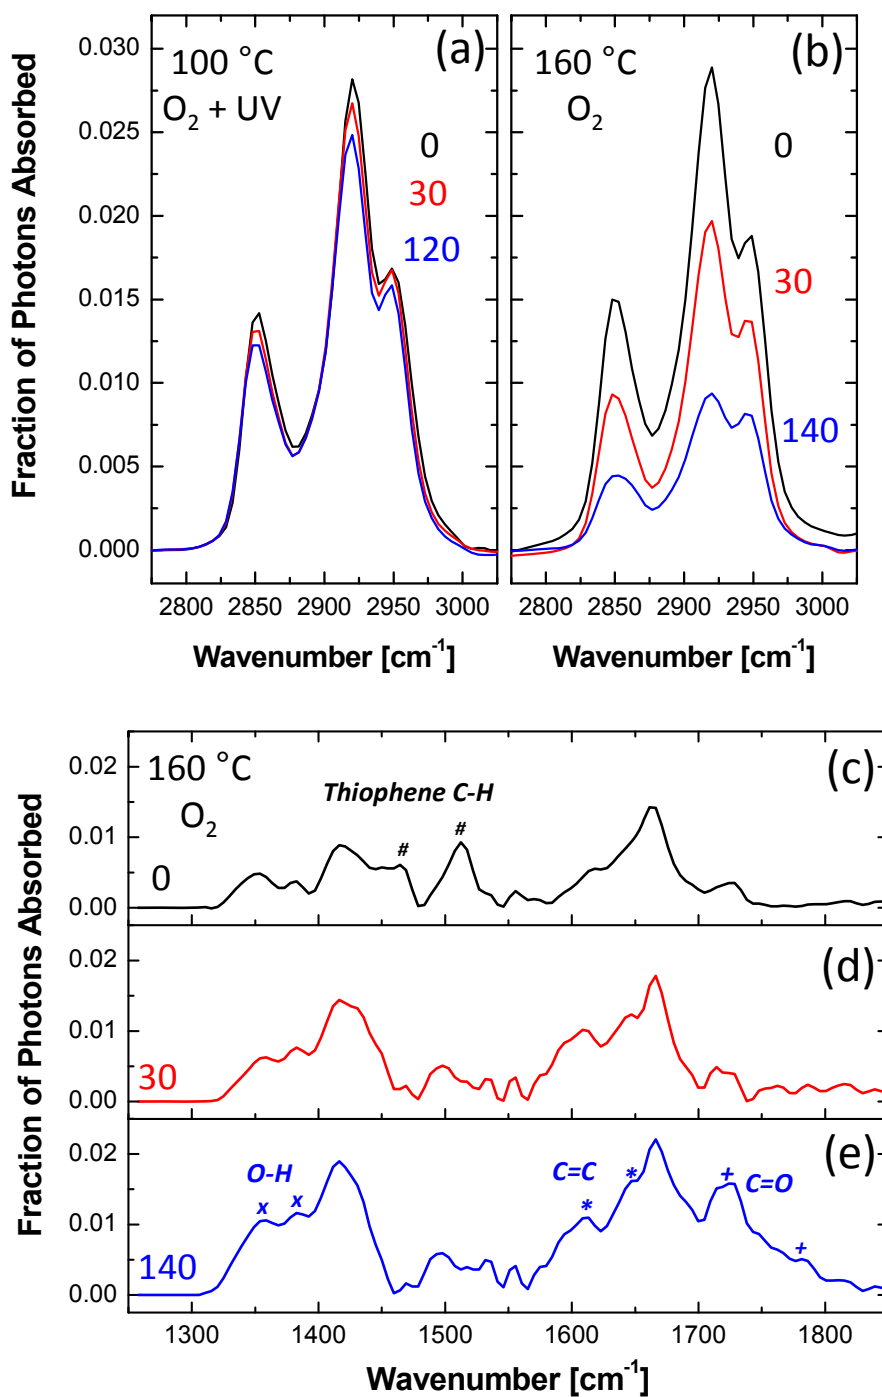 Fraction of Photons Absorbed
0.030
0.025
0.020
0.015
0.010
0.005
0.000
100 °C
O₂ + UV
(a)
0
30
120
2800 2850 2900 2950 3000
Wavenumber [cm⁻¹]
160 °C
O₂
(b)
0
30
140
2800 2850 2900 2950 3000
Wavenumber [cm⁻¹]
Fraction of Photons Absorbed
0.02
0.01
0.00
160 °C
O₂
0
Thiophene C-H
# #
(c)
0.02
0.01
0.00
30
(d)
0.02
0.01
0.00
140
O-H
x x
C=C
* *
+ C=O
+
(e)
1300 1400 1500 1600 1700 1800
Wavenumber [cm⁻¹]